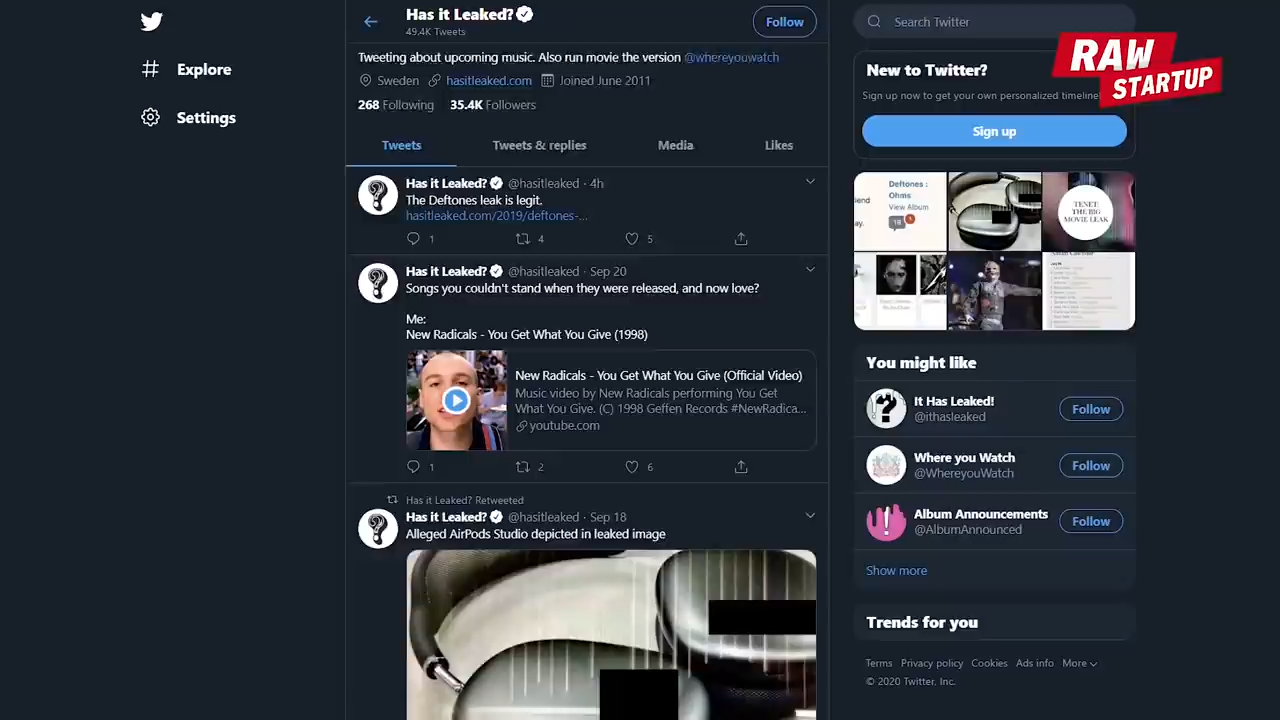 Explore
Settings
Has it Leaked?
49.4K Tweets
Follow
Tweeting about upcoming music. Also run movie the version @whereyouwatch
Sweden hasitleaked.com Joined June 2011
268 Following 35.4K Followers
Tweets Tweets & replies Media Likes
Has it Leaked? @hasitleaked · 4h
The Deftones leak is legit.
hasitleaked.com/2019/deftones-...
1 4 5
Has it Leaked? @hasitleaked · Sep 20
Songs you couldn't stand when they were released, and now love?
Me:
New Radicals - You Get What You Give (1998)
New Radicals - You Get What You Give (Official Video)
Music video by New Radicals performing You Get
What You Give. (C) 1998 Geffen Records #NewRadica...
youtube.com
1 2 6
Has it Leaked? Retweeted
Has it Leaked? @hasitleaked · Sep 18
Alleged AirPods Studio depicted in leaked image
Search Twitter
RAW
STARTUP
New to Twitter?
Sign up now to get your own personalized timeline
Sign up
Deftones :
Ohms
View Album
18
TENET:
THE BIG
MOVIE LEAK
You might like
It Has Leaked!
@ithasleaked
Follow
Where you Watch
@WhereyouWatch
Follow
Album Announcements
@AlbumAnnounced
Follow
Show more
Trends for you
Terms Privacy policy Cookies Ads info More
© 2020 Twitter, Inc.